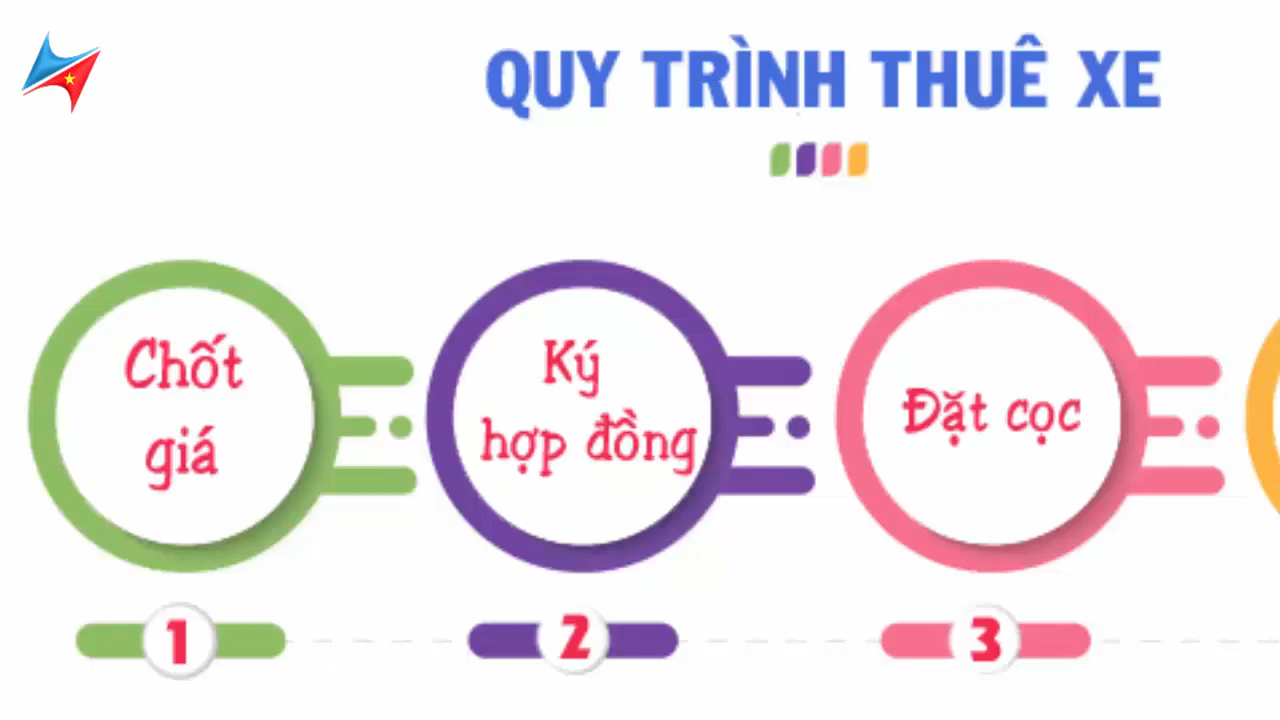 QUY TRÌNH THUÊ XE
Chốt
giá
Ký
hợp đồng
Đặt cọc
1
2
3